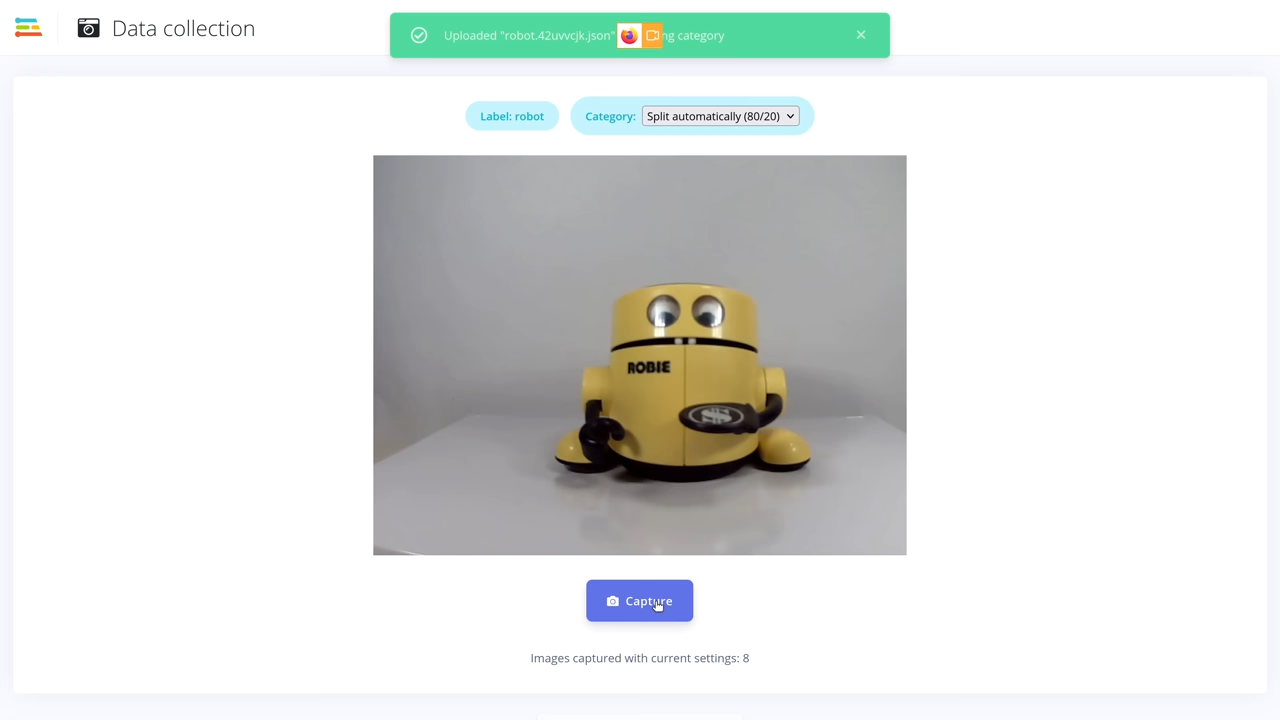 Data collection
Uploaded "robot.42uvvcjk.json" category
Label: robot
Category: Split automatically (80/20)
ROBIE
$
Capture
Images captured with current settings: 8